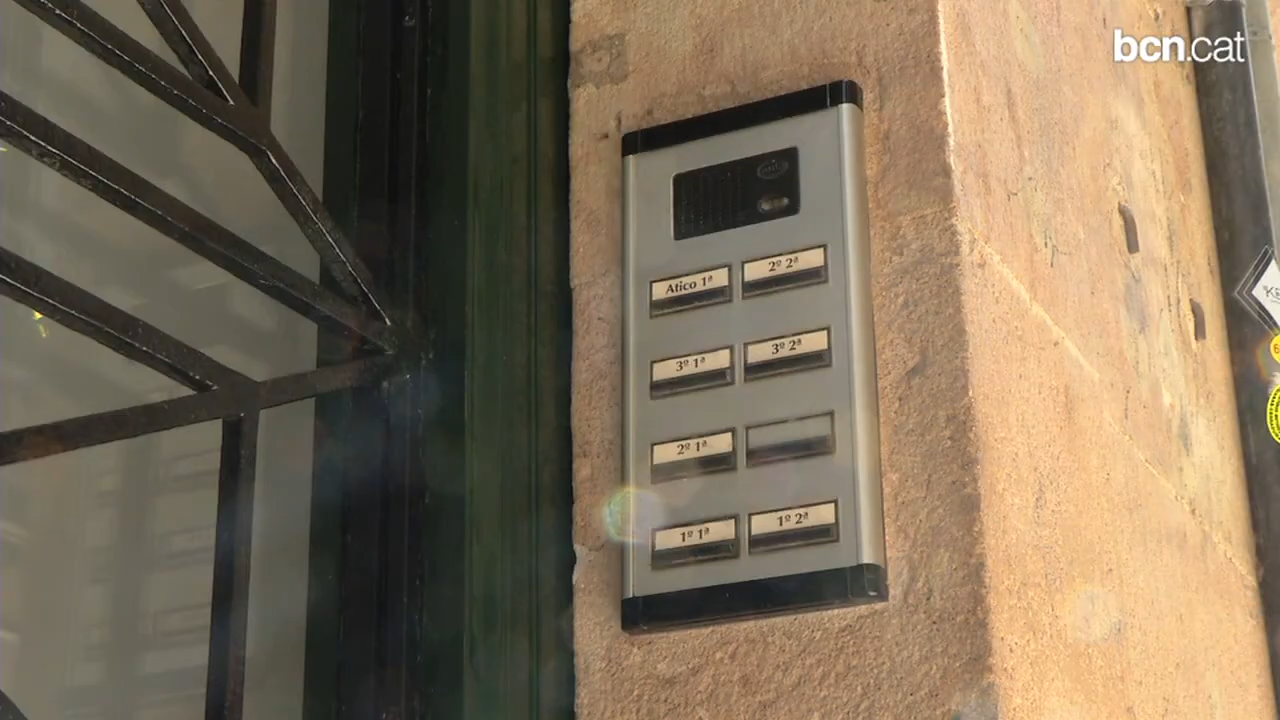 bcn.cat
Atico 1ª
2º 2ª
3º 1ª
3º 2ª
2º 1ª
1º 1ª
1º 2ª